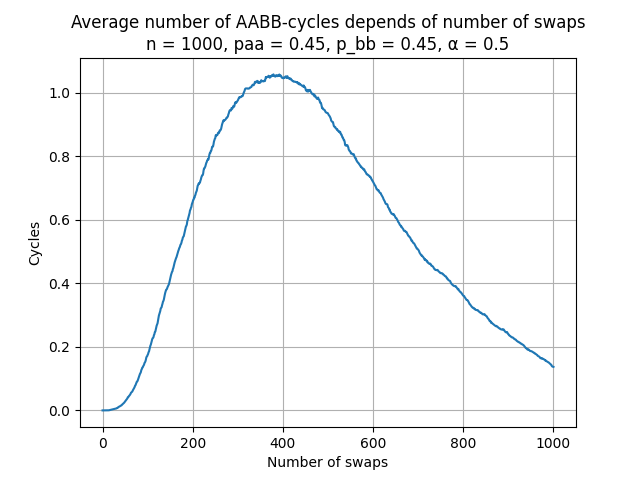 Average number of AABB-cycles depends of number of swaps
n = 1000, paa = 0.45, p_bb = 0.45, α = 0.5
Cycles
1.0
0.8
0.6
0.4
0.2
0.0
0 200 400 600 800 1000
Number of swaps